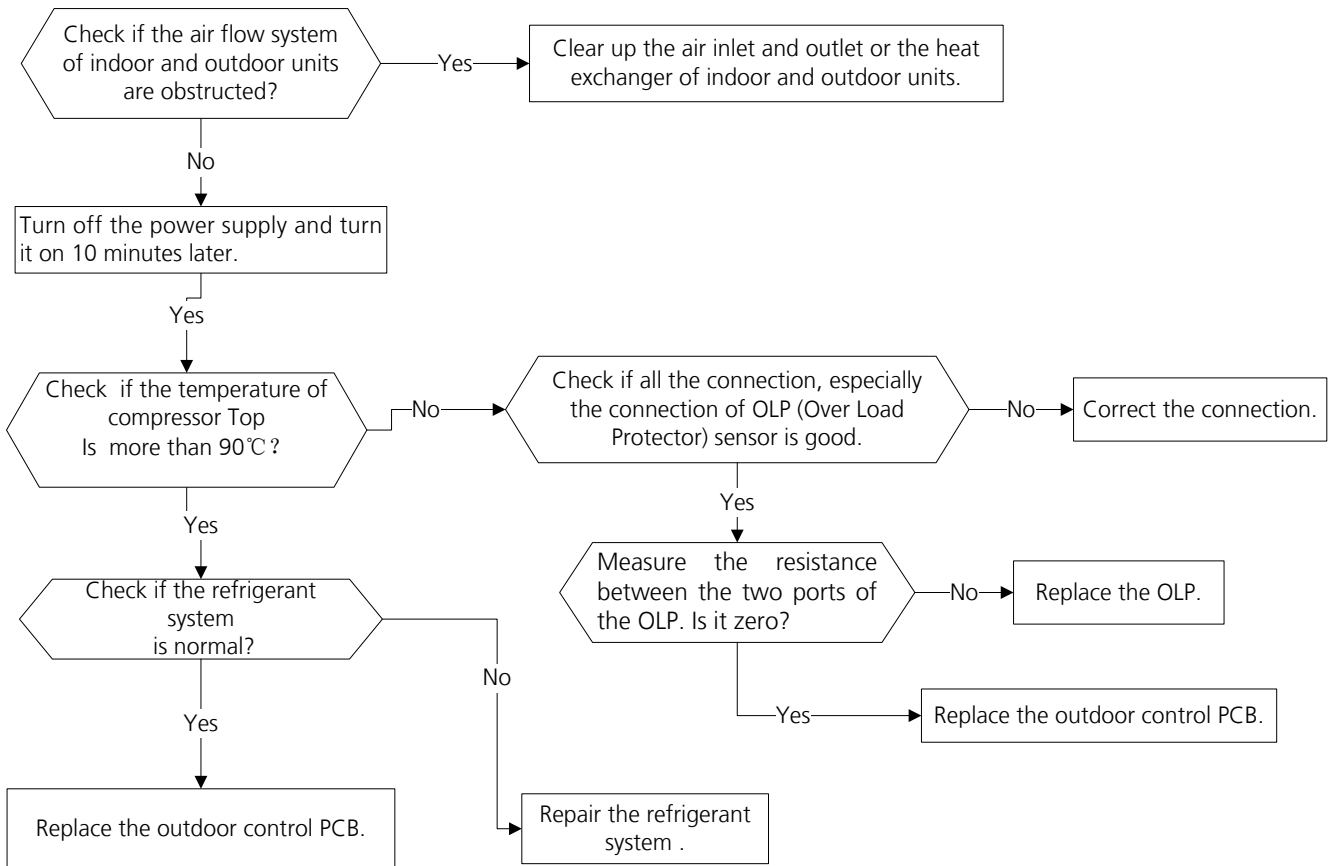 Check if the air flow system
of indoor and outdoor units
are obstructed?
Yes
Clear up the air inlet and outlet or the heat
exchanger of indoor and outdoor units.
No
Turn off the power supply and turn
it on 10 minutes later.
Yes
Check if the temperature of
compressor Top
Is more than 90℃?
No
Check if all the connection, especially
the connection of OLP (Over Load
Protector) sensor is good.
No
Correct the connection.
Yes
Yes
Measure the resistance
between the two ports of
the OLP. Is it zero?
No
Replace the OLP.
Check if the refrigerant
system
is normal?
No
Yes
Yes
Replace the outdoor control PCB.
Replace the outdoor control PCB.
Repair the refrigerant
system .